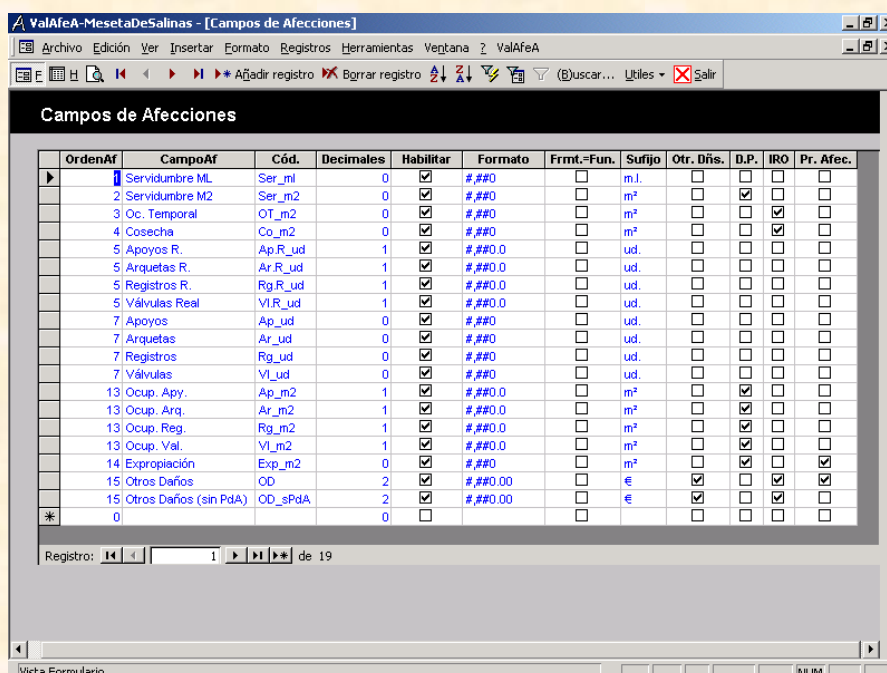 ValAfeA-MesetaDeSalinas - [Campos de Afecciones]
Archivo Edición Ver Insertar Formato Registros Herramientas Ventana ? ValAfeA
F H Añadir registro Borrar registro (B)uscar... Utiles Salir
Campos de Afecciones
OrdenAf CampoAf Cód. Decimales Habilitar Formato Frmt.=Fun. Sufijo Otr. Dñs. D.P. IRO Pr. Afec.
1 Servidumbre ML Ser_ml 0 #,##0 m.l.
2 Servidumbre M2 Ser_m2 0 #,##0 m²
3 Oc. Temporal OT_m2 0 #,##0 m²
4 Cosecha Co_m2 0 #,##0 m²
5 Apoyos R. Ap.R_ud 1 #,##0.0 ud.
5 Arquetas R. Ar.R_ud 1 #,##0.0 ud.
5 Registros R. Rg.R_ud 1 #,##0.0 ud.
5 Válvulas Real Vl.R_ud 1 #,##0.0 ud.
7 Apoyos Ap_ud 0 #,##0 ud.
7 Arquetas Ar_ud 0 #,##0 ud.
7 Registros Rg_ud 0 #,##0 ud.
7 Válvulas Vl_ud 0 #,##0 ud.
13 Ocup. Apy. Ap_m2 1 #,##0.0 m²
13 Ocup. Arq. Ar_m2 1 #,##0.0 m²
13 Ocup. Reg. Rg_m2 1 #,##0.0 m²
13 Ocup. Val. Vl_m2 1 #,##0.0 m²
14 Expropiación Exp_m2 0 #,##0 m²
15 Otros Daños OD 2 #,##0.00 €
15 Otros Daños (sin PdA) OD_sPdA 2 #,##0.00 €
0 0
Registro: 1 de 19
Vista Formulario NUM